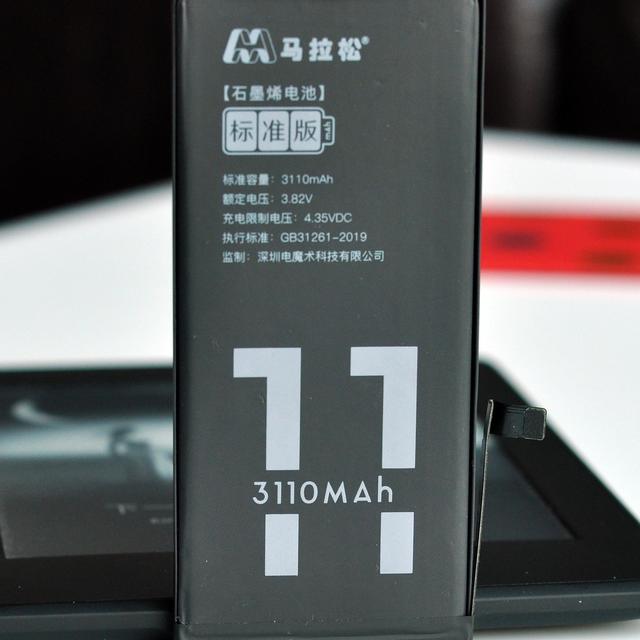 马拉松®
【石墨烯电池】
标准版 mAh
标准容量：3110mAh
额定电压：3.82V
充电限制电压：4.35VDC
执行标准：GB31261-2019
监制：深圳电魔术科技有限公司
11
3110MAh